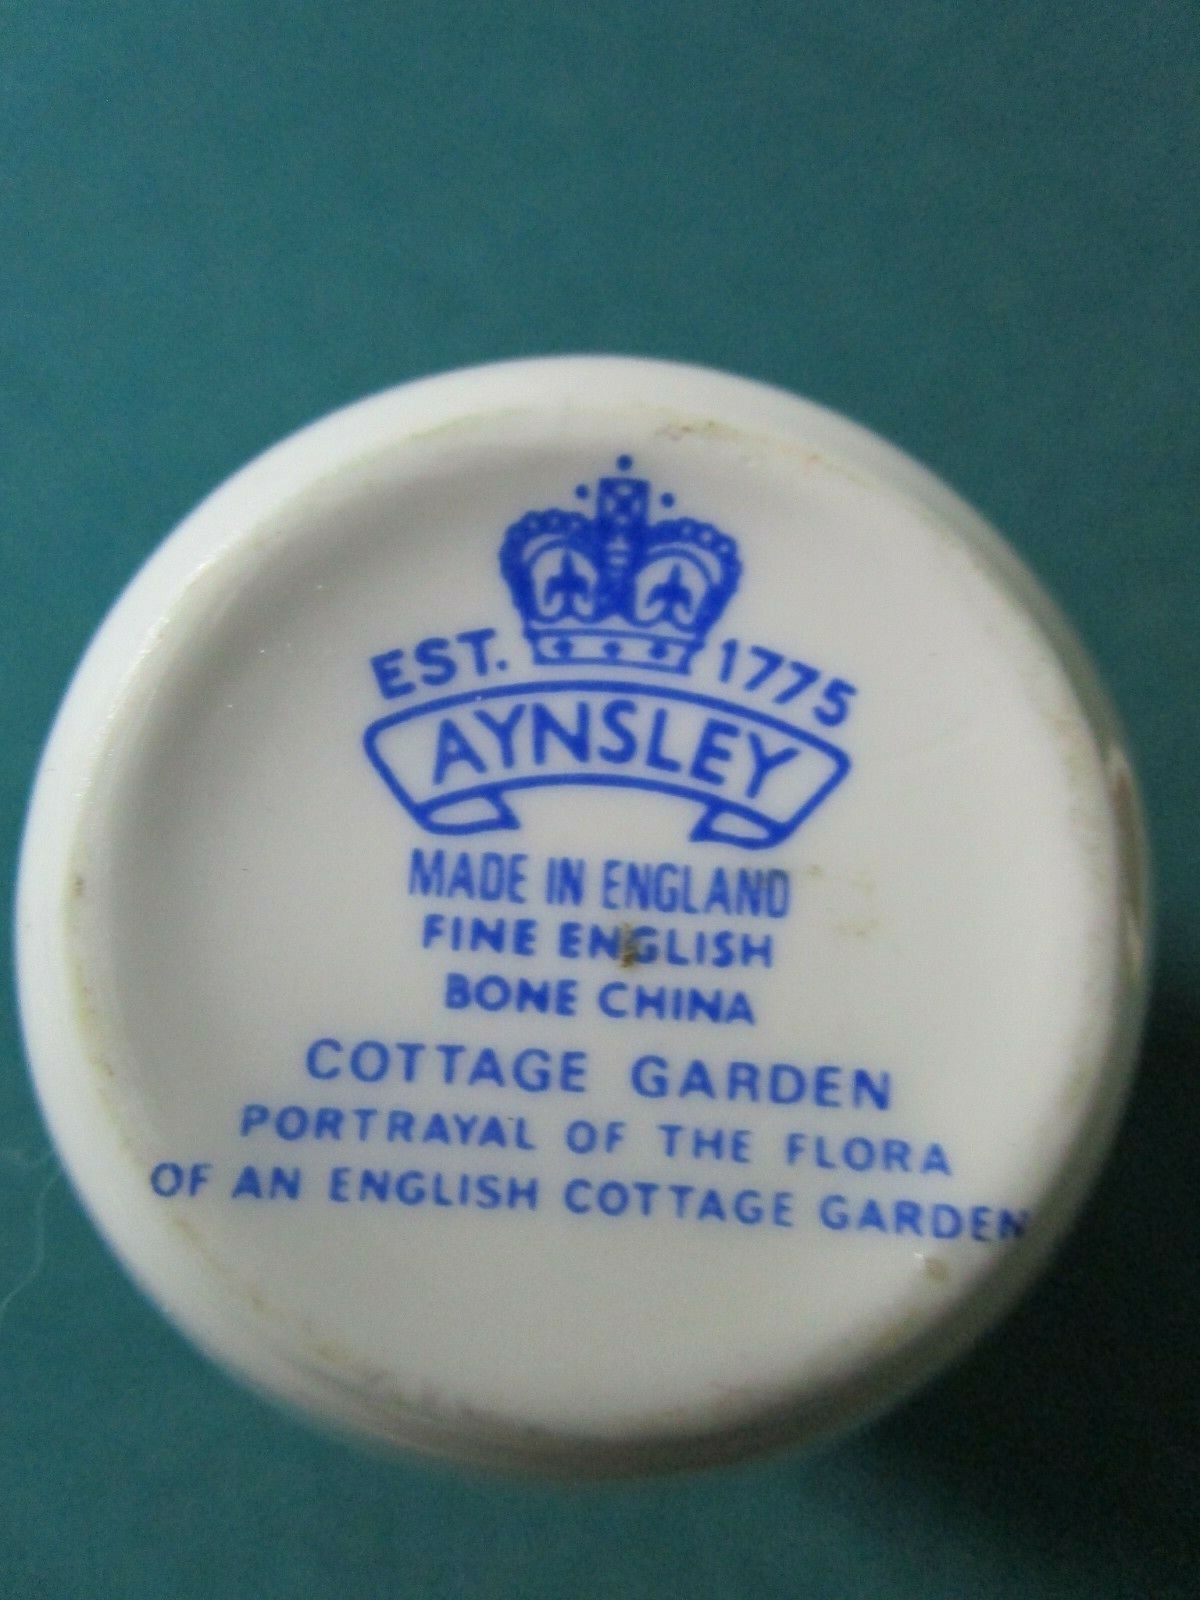 EST. 1775
AYNSLEY
MADE IN ENGLAND
FINE ENGLISH
BONE CHINA
COTTAGE GARDEN
PORTRAYAL OF THE FLORA
OF AN ENGLISH COTTAGE GARDEN